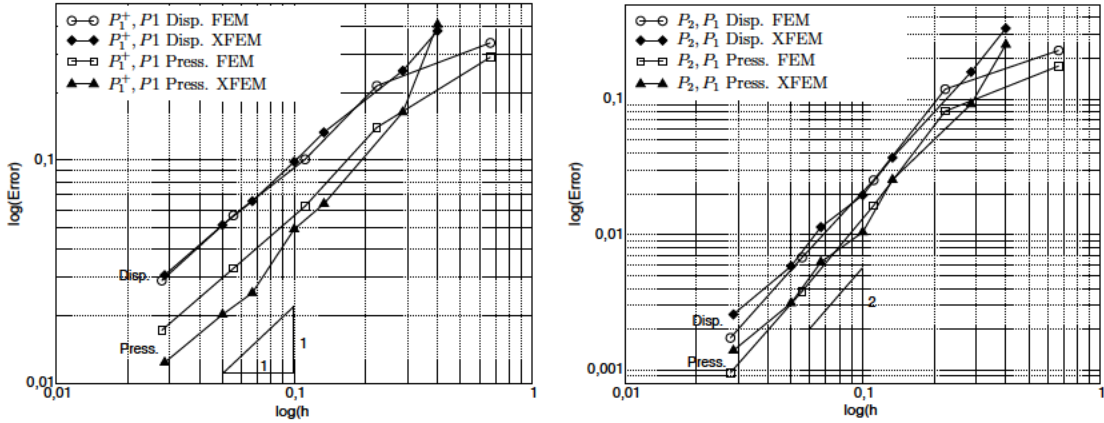 P₁⁺, P1 Disp. FEM
P₁⁺, P1 Disp. XFEM
P₁⁺, P1 Press. FEM
P₁⁺, P1 Press. XFEM
log(Error)
0,1
0,01
Disp.
Press.
1
1
0,01
0,1
1
log(h
P₂, P₁ Disp. FEM
P₂, P₁ Disp. XFEM
P₂, P₁ Press. FEM
P₂, P₁ Press. XFEM
log(Error)
0,1
0,01
0,001
Disp.
Press.
2
0,01
0,1
1
log(h